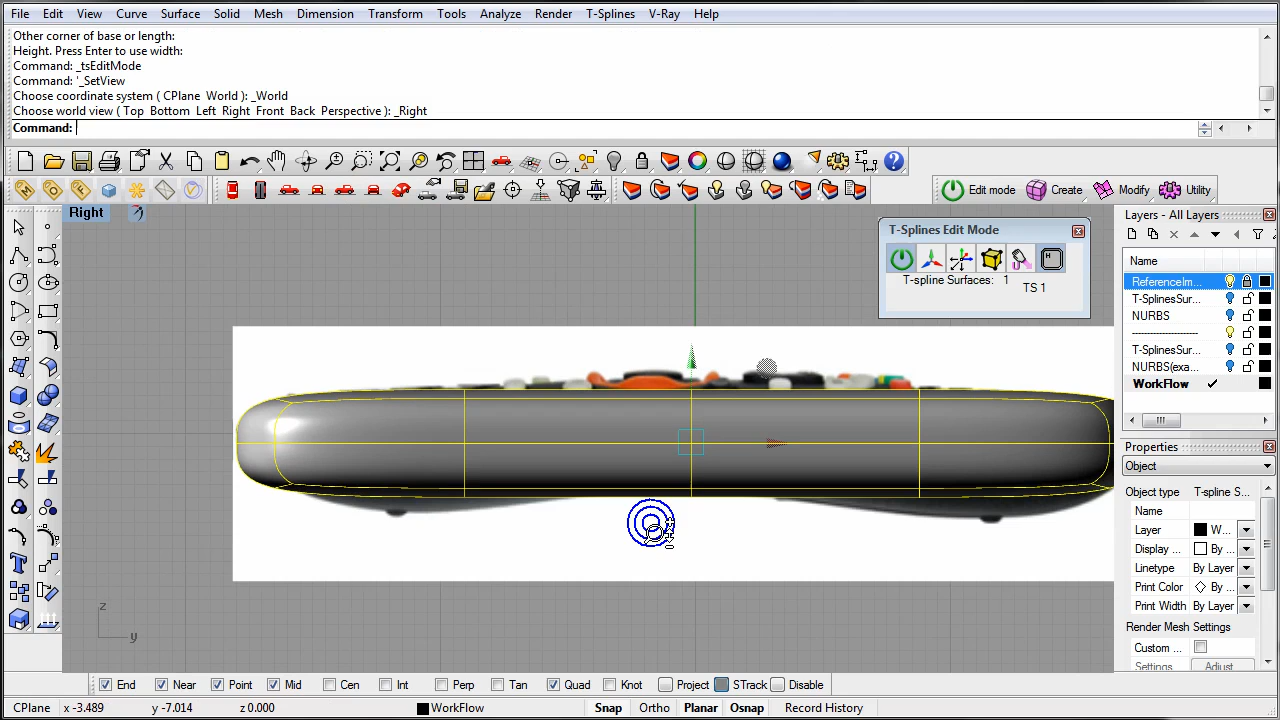 File Edit View Curve Surface Solid Mesh Dimension Transform Tools Analyze Render T-Splines V-Ray Help
Other corner of base or length:
Height. Press Enter to use width:
Command: _tsEditMode
Command: '_SetView
Choose coordinate system ( CPlane World ): _World
Choose world view ( Top Bottom Left Right Front Back Perspective ): _Right
Command:
Edit mode Create Modify Utility
Right
T-Splines Edit Mode
T-spline Surfaces: 1
TS 1
Layers - All Layers
Name
ReferenceIm...
T-SplinesSur...
NURBS
--------------------
T-SplinesSur...
NURBS(exa...
WorkFlow
Properties
Object
Object type T-spline S...
Name
Layer W...
Display ... By ...
Linetype By Layer
Print Color By ...
Print Width By Layer
Render Mesh Settings
Custom ...
Settings Adjust
z
y
End Near Point Mid Cen Int Perp Tan Quad Knot Project STrack Disable
CPlane x -3.489 y -7.014 z 0.000 WorkFlow Snap Ortho Planar Osnap Record History